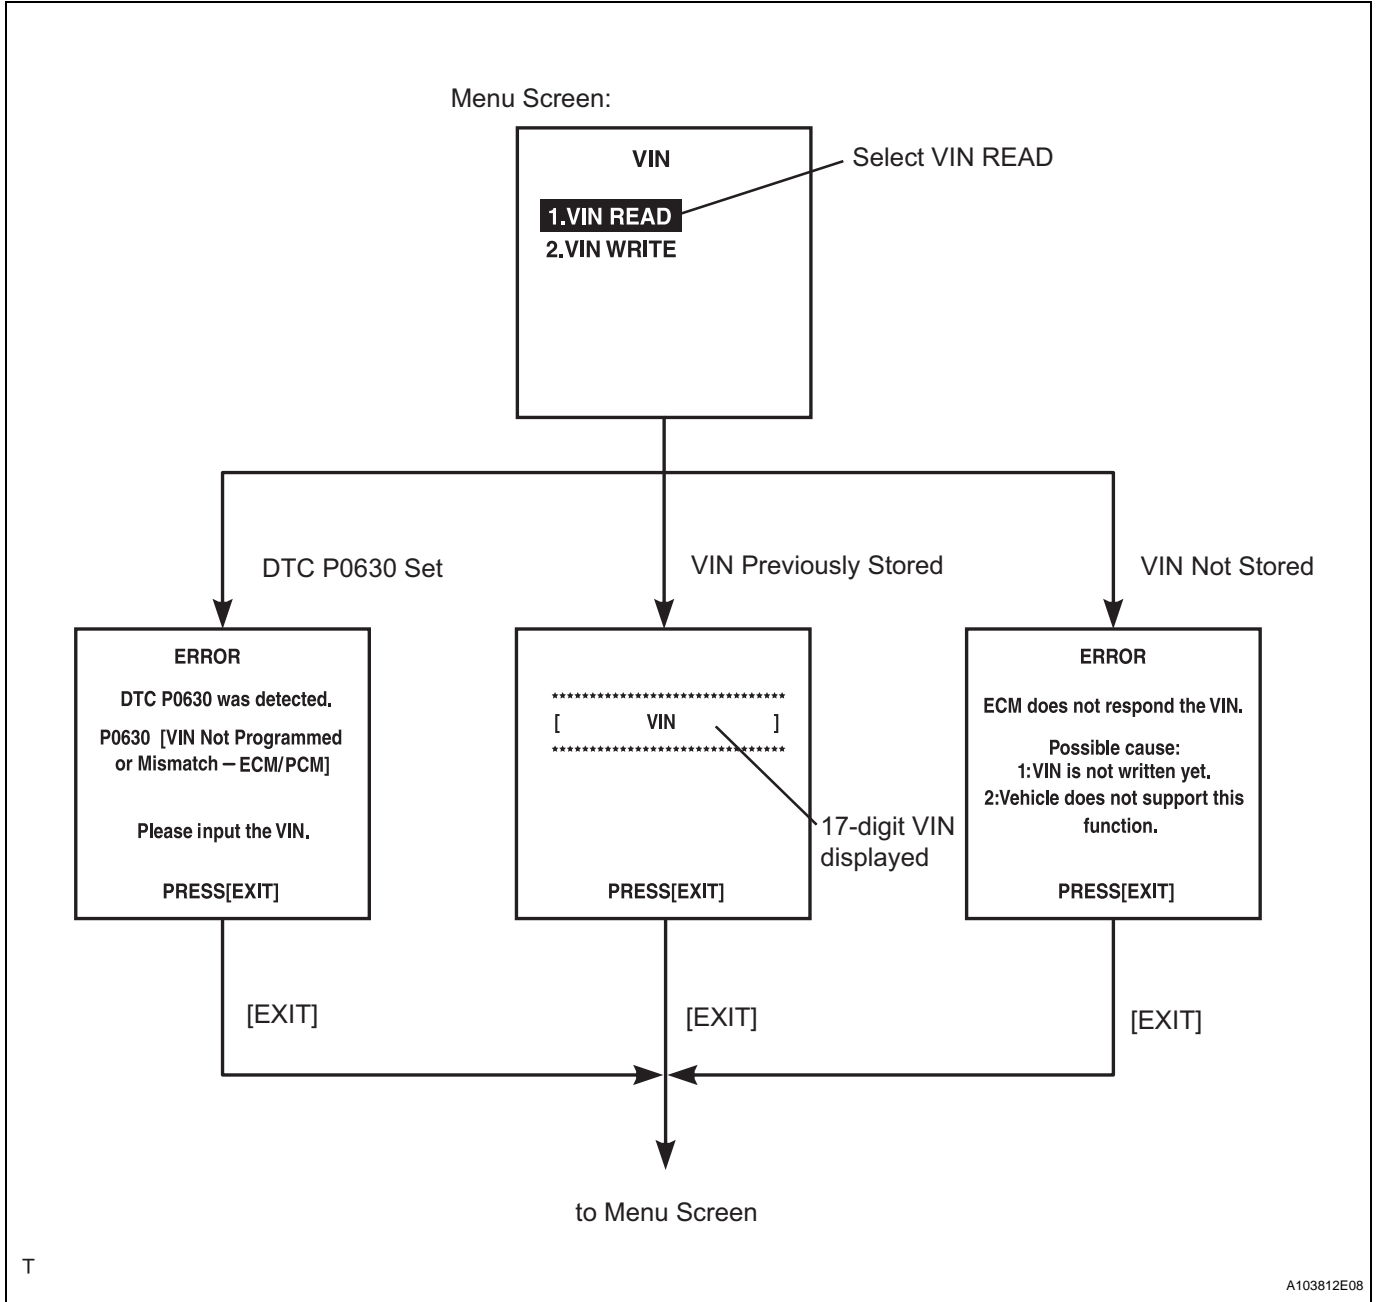 Menu Screen:
VIN
Select VIN READ
1.VIN READ
2.VIN WRITE
DTC P0630 Set
VIN Previously Stored
VIN Not Stored
ERROR
DTC P0630 was detected.
P0630 [VIN Not Programmed
or Mismatch – ECM/PCM]
Please input the VIN.
PRESS[EXIT]
*******************************
[ VIN ]
*******************************
17-digit VIN
displayed
PRESS[EXIT]
ERROR
ECM does not respond the VIN.
Possible cause:
1:VIN is not written yet.
2:Vehicle does not support this
function.
PRESS[EXIT]
[EXIT]
[EXIT]
[EXIT]
to Menu Screen
T
A103812E08